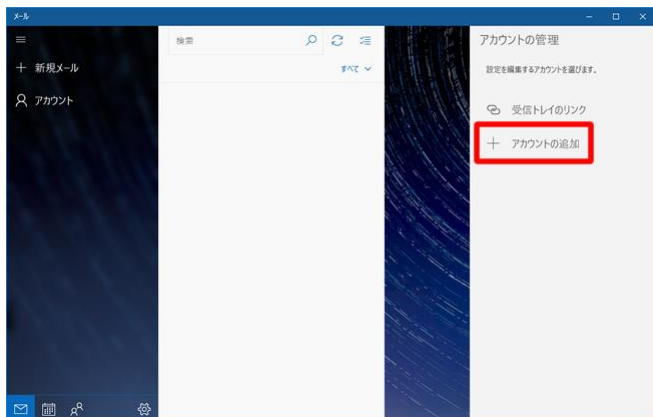 メール
新規メール
アカウント
検索
すべて
アカウントの管理
設定を編集するアカウントを選びます。
受信トレイのリンク
アカウントの追加